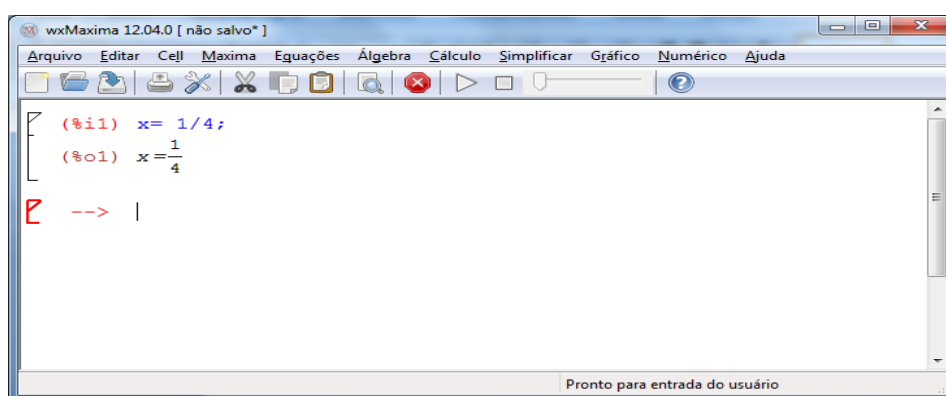 wxMaxima 12.04.0 [ não salvo* ]
Arquivo Editar Cell Maxima Equações Álgebra Cálculo Simplificar Gráfico Numérico Ajuda
(%i1) x= 1/4;
(%o1) x=1/4
-->
Pronto para entrada do usuário